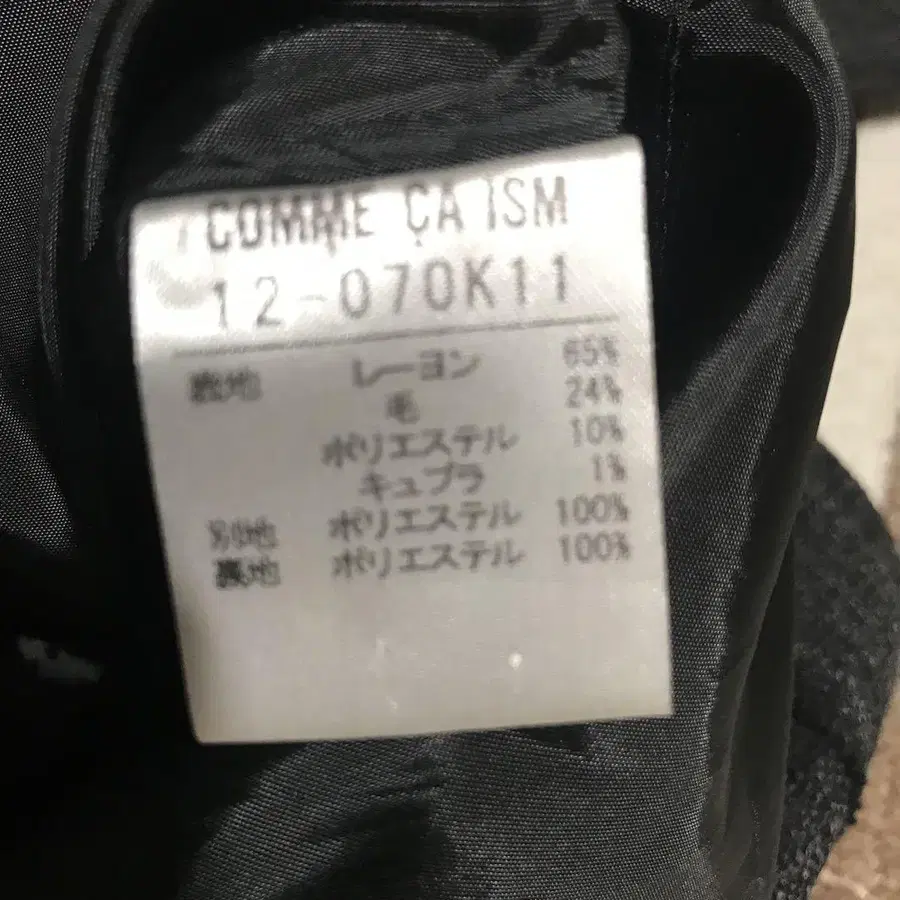 COMME ÇA ISM
12-070K11
表地 レーヨン 65%
毛 24%
ポリエステル 10%
キュプラ 1%
別地 ポリエステル 100%
裏地 ポリエステル 100%